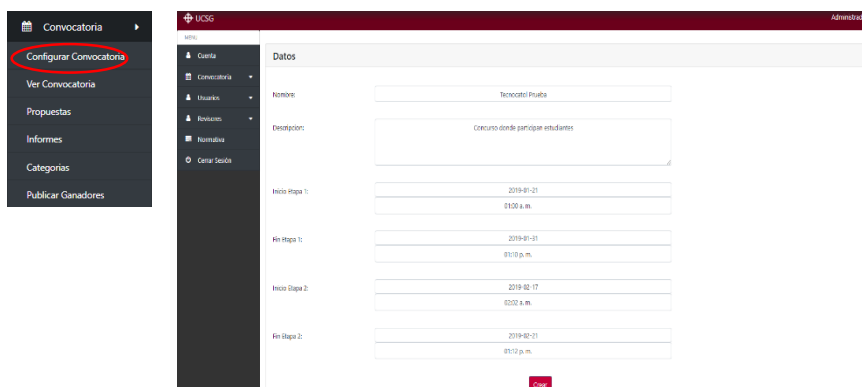 Convocatoria
Configurar Convocatoria
Ver Convocatoria
Propuestas
Informes
Categorias
Publicar Ganadores
UCSG
Administrad
MENU
Cuenta
Convocatoria
Usuarios
Revisores
Normativa
Cerrar Sesión
Datos
Nombre:
Tecnocatol Prueba
Descripcion:
Concurso donde participan estudiantes
Inicio Etapa 1:
2019-01-21
01:00 a. m.
Fin Etapa 1:
2019-01-31
01:10 p. m.
Inicio Etapa 2:
2019-02-17
02:02 a. m.
Fin Etapa 2:
2019-02-21
01:12 p. m.
Crear